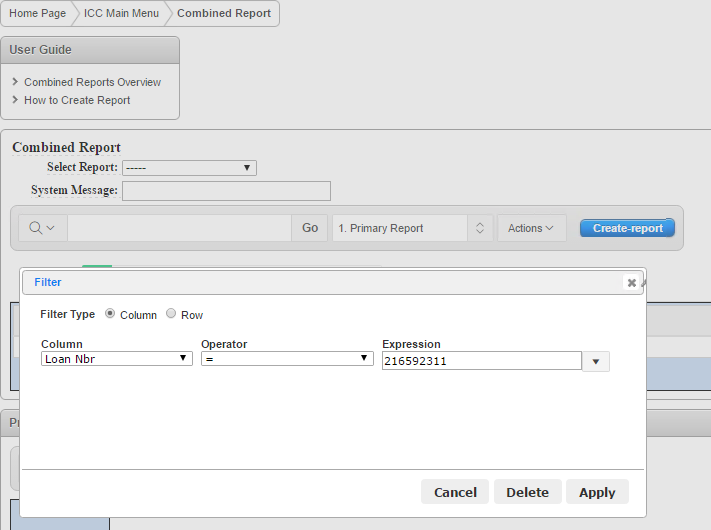 Home Page ICC Main Menu Combined Report
User Guide
Combined Reports Overview
How to Create Report
Combined Report
Select Report: -----
System Message:
Go 1. Primary Report Actions Create-report
Filter
Filter Type Column Row
Column Operator Expression
Loan Nbr = 216592311
Cancel Delete Apply